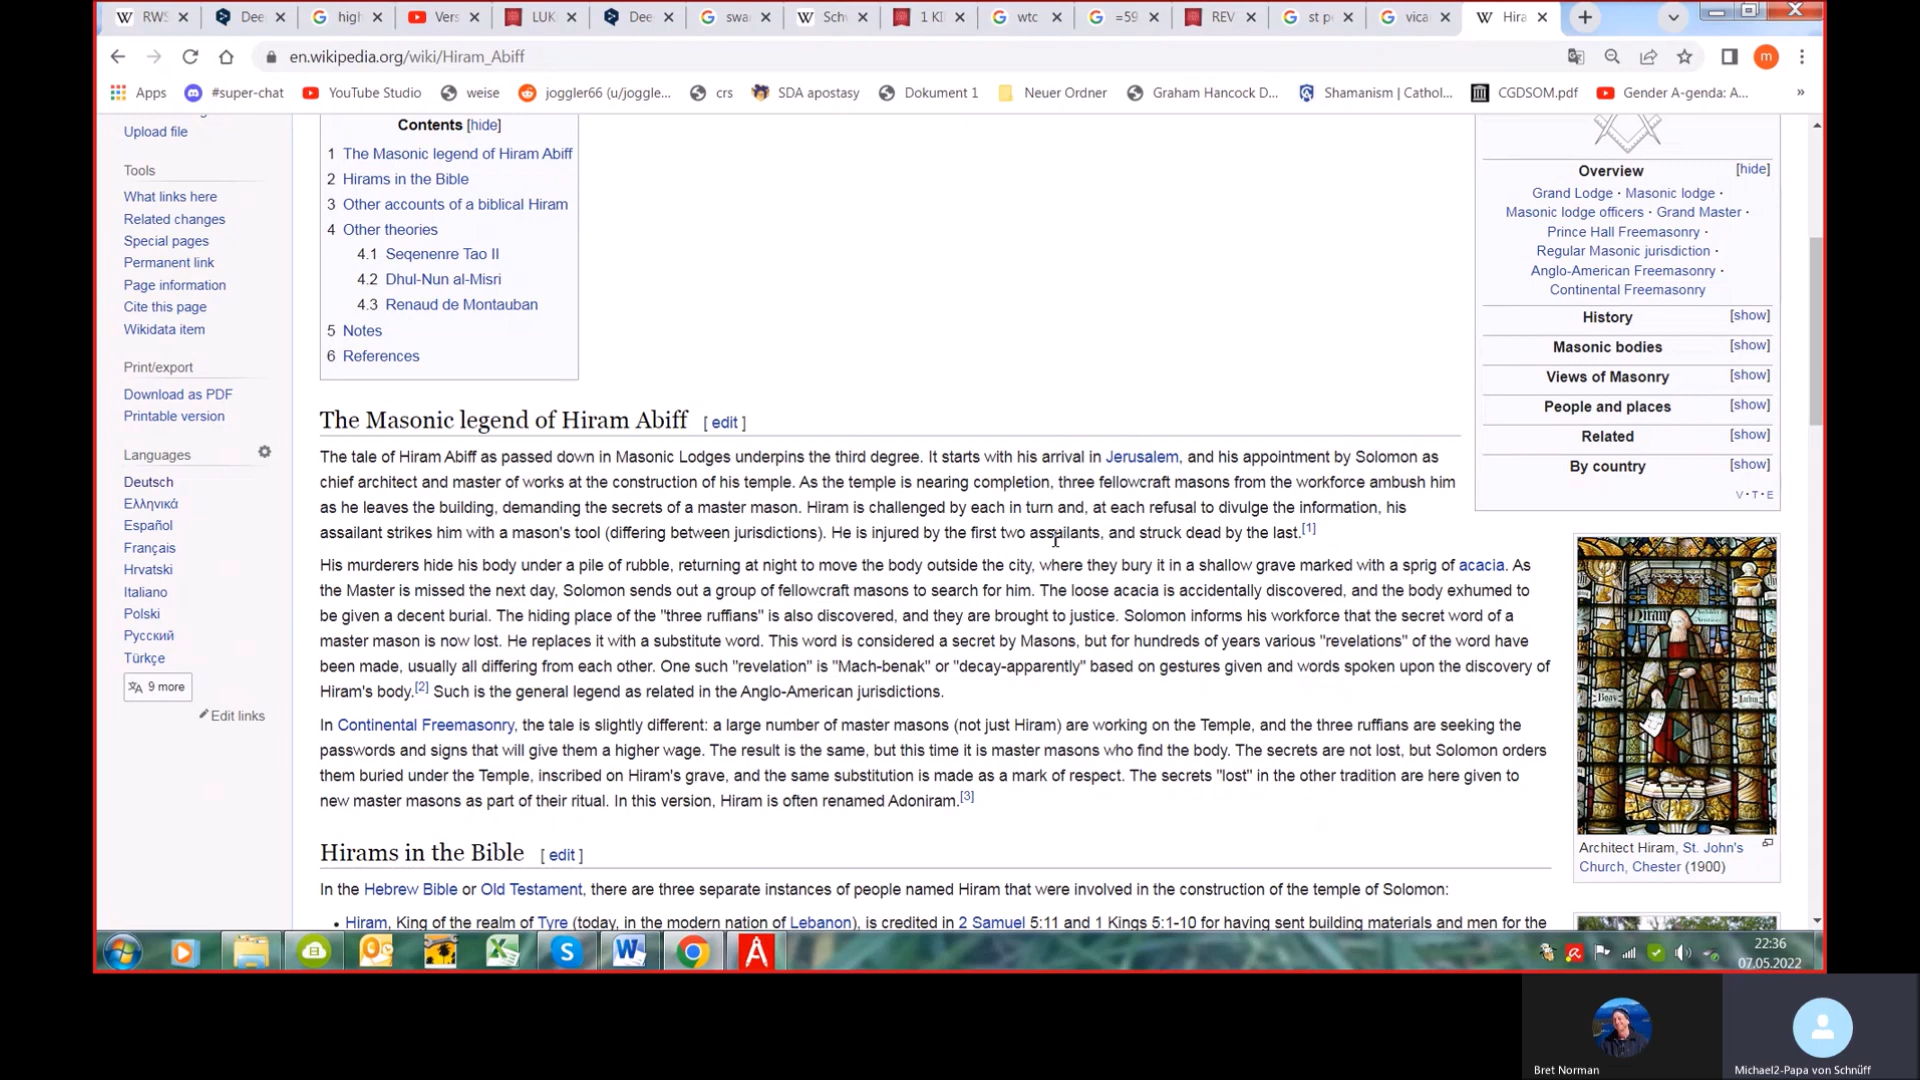 RWS
Dee
higl
Vers
LUK
Dee
swa
Sch
1 KI
wtc
=59
REV
st p
vica
Hira
en.wikipedia.org/wiki/Hiram_Abiff
m
Apps
#super-chat
YouTube Studio
weise
joggler66 (u/joggle...
crs
SDA apostasy
Dokument 1
Neuer Ordner
Graham Hancock D...
Shamanism | Cathol...
CGDSOM.pdf
Gender A-genda: A...
»
Upload file
Tools
What links here
Related changes
Special pages
Permanent link
Page information
Cite this page
Wikidata item
Print/export
Download as PDF
Printable version
Languages
Deutsch
Ελληνικά
Español
Français
Hrvatski
Italiano
Polski
Русский
Türkçe
9 more
Edit links
Contents [hide]
1 The Masonic legend of Hiram Abiff
2 Hirams in the Bible
3 Other accounts of a biblical Hiram
4 Other theories
4.1 Seqenenre Tao II
4.2 Dhul-Nun al-Misri
4.3 Renaud de Montauban
5 Notes
6 References
The Masonic legend of Hiram Abiff [ edit ]
The tale of Hiram Abiff as passed down in Masonic Lodges underpins the third degree. It starts with his arrival in Jerusalem, and his appointment by Solomon as
chief architect and master of works at the construction of his temple. As the temple is nearing completion, three fellowcraft masons from the workforce ambush him
as he leaves the building, demanding the secrets of a master mason. Hiram is challenged by each in turn and, at each refusal to divulge the information, his
assailant strikes him with a mason's tool (differing between jurisdictions). He is injured by the first two assailants, and struck dead by the last.[1]
His murderers hide his body under a pile of rubble, returning at night to move the body outside the city, where they bury it in a shallow grave marked with a sprig of acacia. As
the Master is missed the next day, Solomon sends out a group of fellowcraft masons to search for him. The loose acacia is accidentally discovered, and the body exhumed to
be given a decent burial. The hiding place of the "three ruffians" is also discovered, and they are brought to justice. Solomon informs his workforce that the secret word of a
master mason is now lost. He replaces it with a substitute word. This word is considered a secret by Masons, but for hundreds of years various "revelations" of the word have
been made, usually all differing from each other. One such "revelation" is "Mach-benak" or "decay-apparently" based on gestures given and words spoken upon the discovery of
Hiram's body.[2] Such is the general legend as related in the Anglo-American jurisdictions.
In Continental Freemasonry, the tale is slightly different: a large number of master masons (not just Hiram) are working on the Temple, and the three ruffians are seeking the
passwords and signs that will give them a higher wage. The result is the same, but this time it is master masons who find the body. The secrets are not lost, but Solomon orders
them buried under the Temple, inscribed on Hiram's grave, and the same substitution is made as a mark of respect. The secrets "lost" in the other tradition are here given to
new master masons as part of their ritual. In this version, Hiram is often renamed Adoniram.[3]
Hirams in the Bible [ edit ]
In the Hebrew Bible or Old Testament, there are three separate instances of people named Hiram that were involved in the construction of the temple of Solomon:
• Hiram, King of the realm of Tyre (today, in the modern nation of Lebanon), is credited in 2 Samuel 5:11 and 1 Kings 5:1-10 for having sent building materials and men for the
Overview [hide]
Grand Lodge · Masonic lodge ·
Masonic lodge officers · Grand Master ·
Prince Hall Freemasonry ·
Regular Masonic jurisdiction ·
Anglo-American Freemasonry ·
Continental Freemasonry
History [show]
Masonic bodies [show]
Views of Masonry [show]
People and places [show]
Related [show]
By country [show]
V · T · E
Hiram
Boaz
Jachin
Architect Hiram, St. John's
Church, Chester (1900)
22:36
07.05.2022
Bret Norman
Michael2-Papa von Schnüff